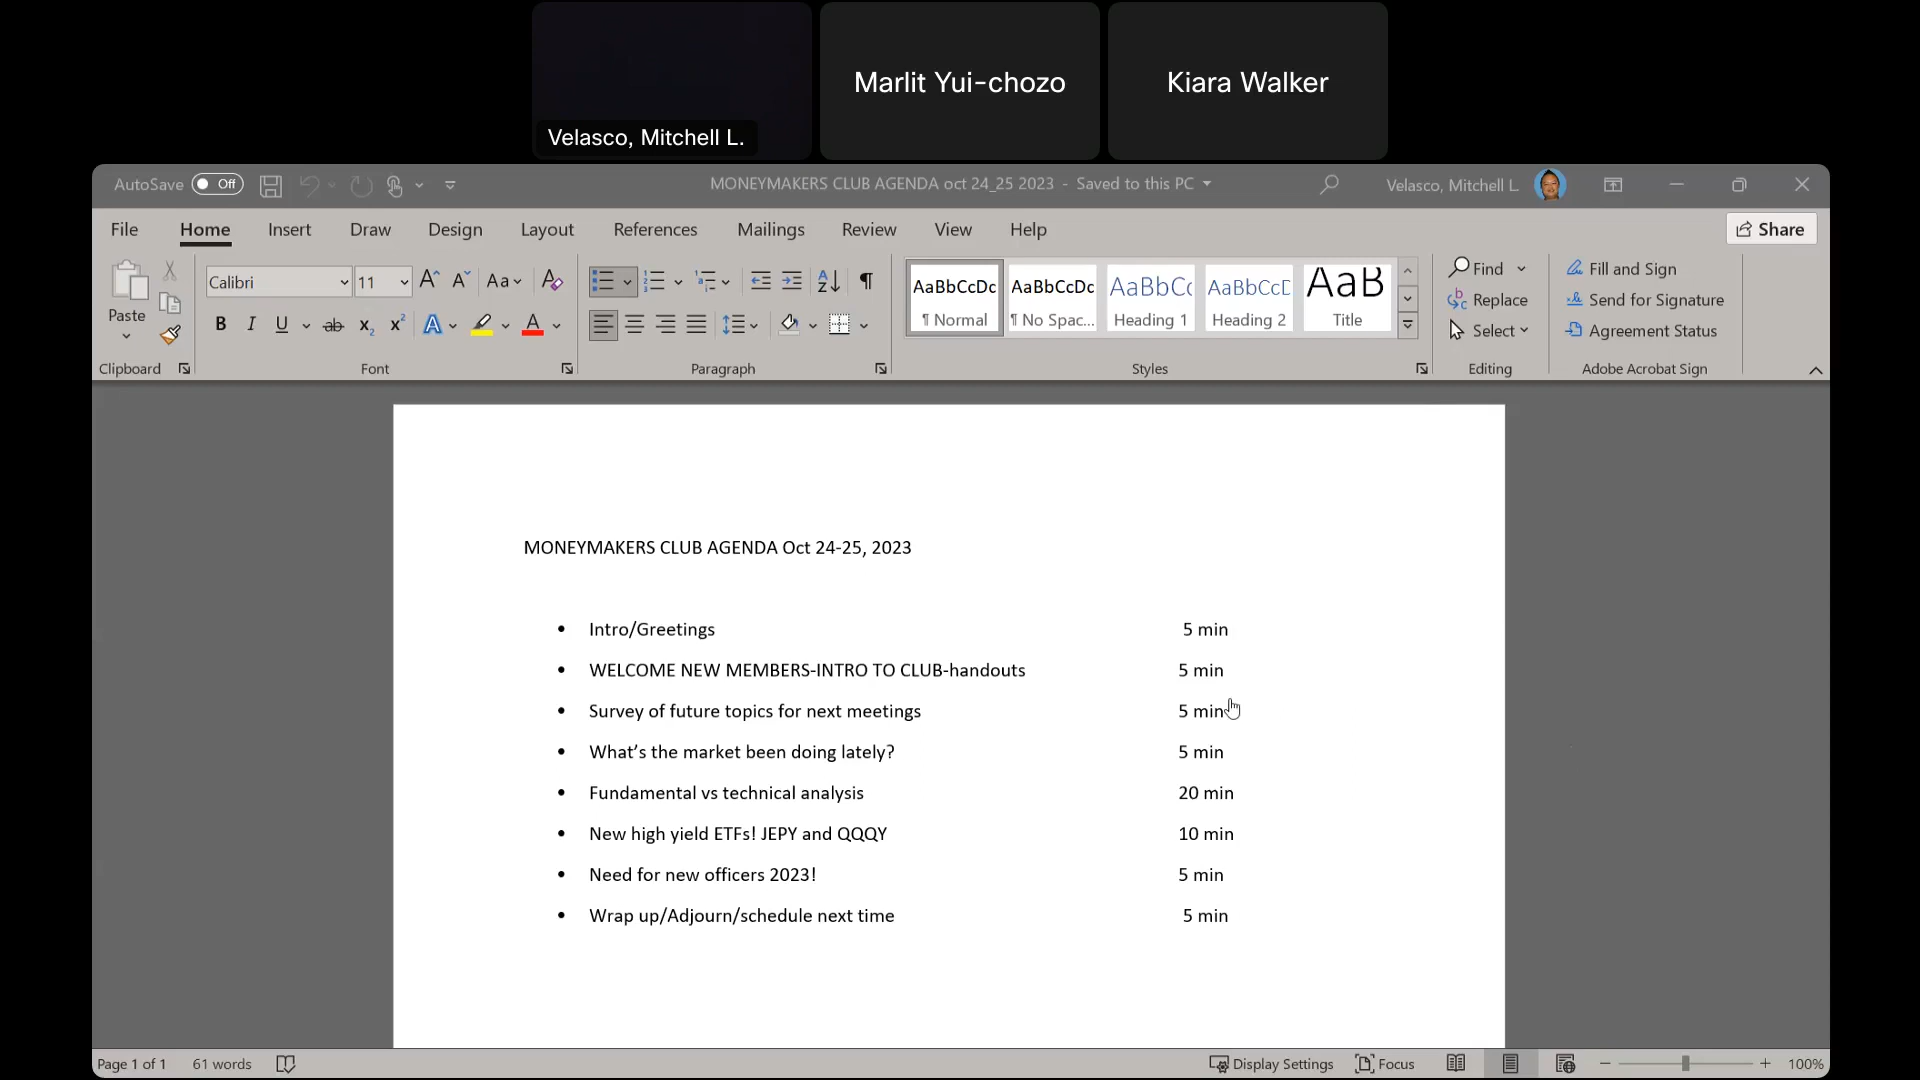 Velasco, Mitchell L.
Marlit Yui-chozo
Kiara Walker
AutoSave Off
MONEYMAKERS CLUB AGENDA oct 24_25 2023 - Saved to this PC
Velasco, Mitchell L.
File Home Insert Draw Design Layout References Mailings Review View Help
Share
Paste
Calibri 11
Aa
B I U ab x₂ x² A A
AaBbCcDc AaBbCcDc AaBbCc AaBbCcD AaB
¶ Normal ¶ No Spac... Heading 1 Heading 2 Title
Find
Replace
Select
Fill and Sign
Send for Signature
Agreement Status
Clipboard Font Paragraph Styles Editing Adobe Acrobat Sign
MONEYMAKERS CLUB AGENDA Oct 24-25, 2023
• Intro/Greetings 5 min
• WELCOME NEW MEMBERS-INTRO TO CLUB-handouts 5 min
• Survey of future topics for next meetings 5 min
• What’s the market been doing lately? 5 min
• Fundamental vs technical analysis 20 min
• New high yield ETFs! JEPY and QQQY 10 min
• Need for new officers 2023! 5 min
• Wrap up/Adjourn/schedule next time 5 min
Page 1 of 1 61 words Display Settings Focus 100%